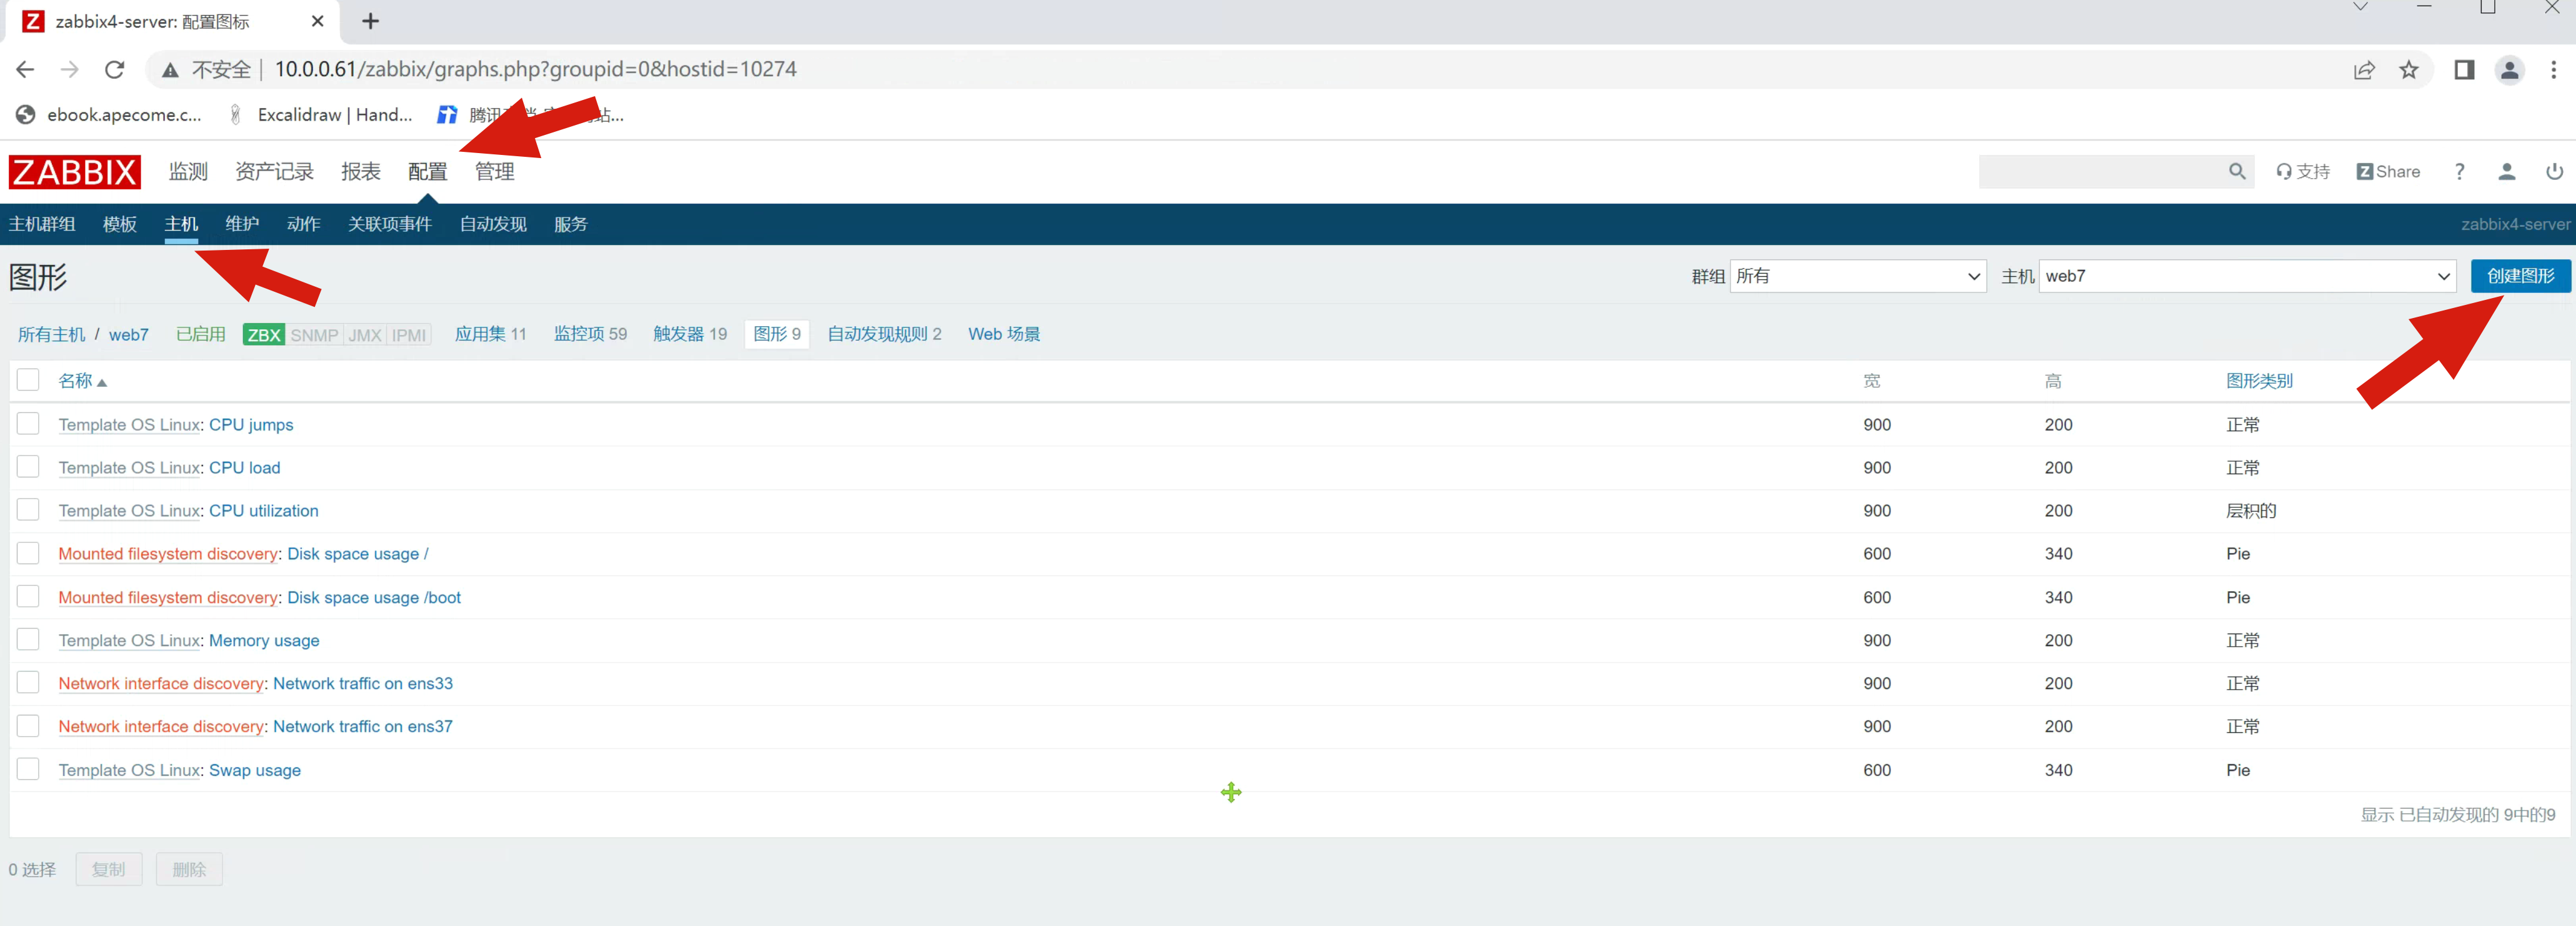 zabbix4-server: 配置图标
不安全 | 10.0.0.61/zabbix/graphs.php?groupid=0&hostid=10274
ebook.apecome.c... Excalidraw | Hand... 腾讯 站...
ZABBIX 监测 资产记录 报表 配置 管理 支持 Z Share ?
主机群组 模板 主机 维护 动作 关联项事件 自动发现 服务 zabbix4-server
图形 群组 所有 主机 web7 创建图形
所有主机 / web7 已启用 ZBX SNMP JMX IPMI 应用集 11 监控项 59 触发器 19 图形 9 自动发现规则 2 Web 场景
名称 宽 高 图形类别
Template OS Linux: CPU jumps 900 200 正常
Template OS Linux: CPU load 900 200 正常
Template OS Linux: CPU utilization 900 200 层积的
Mounted filesystem discovery: Disk space usage / 600 340 Pie
Mounted filesystem discovery: Disk space usage /boot 600 340 Pie
Template OS Linux: Memory usage 900 200 正常
Network interface discovery: Network traffic on ens33 900 200 正常
Network interface discovery: Network traffic on ens37 900 200 正常
Template OS Linux: Swap usage 600 340 Pie
显示 已自动发现的 9中的9
0 选择 复制 删除